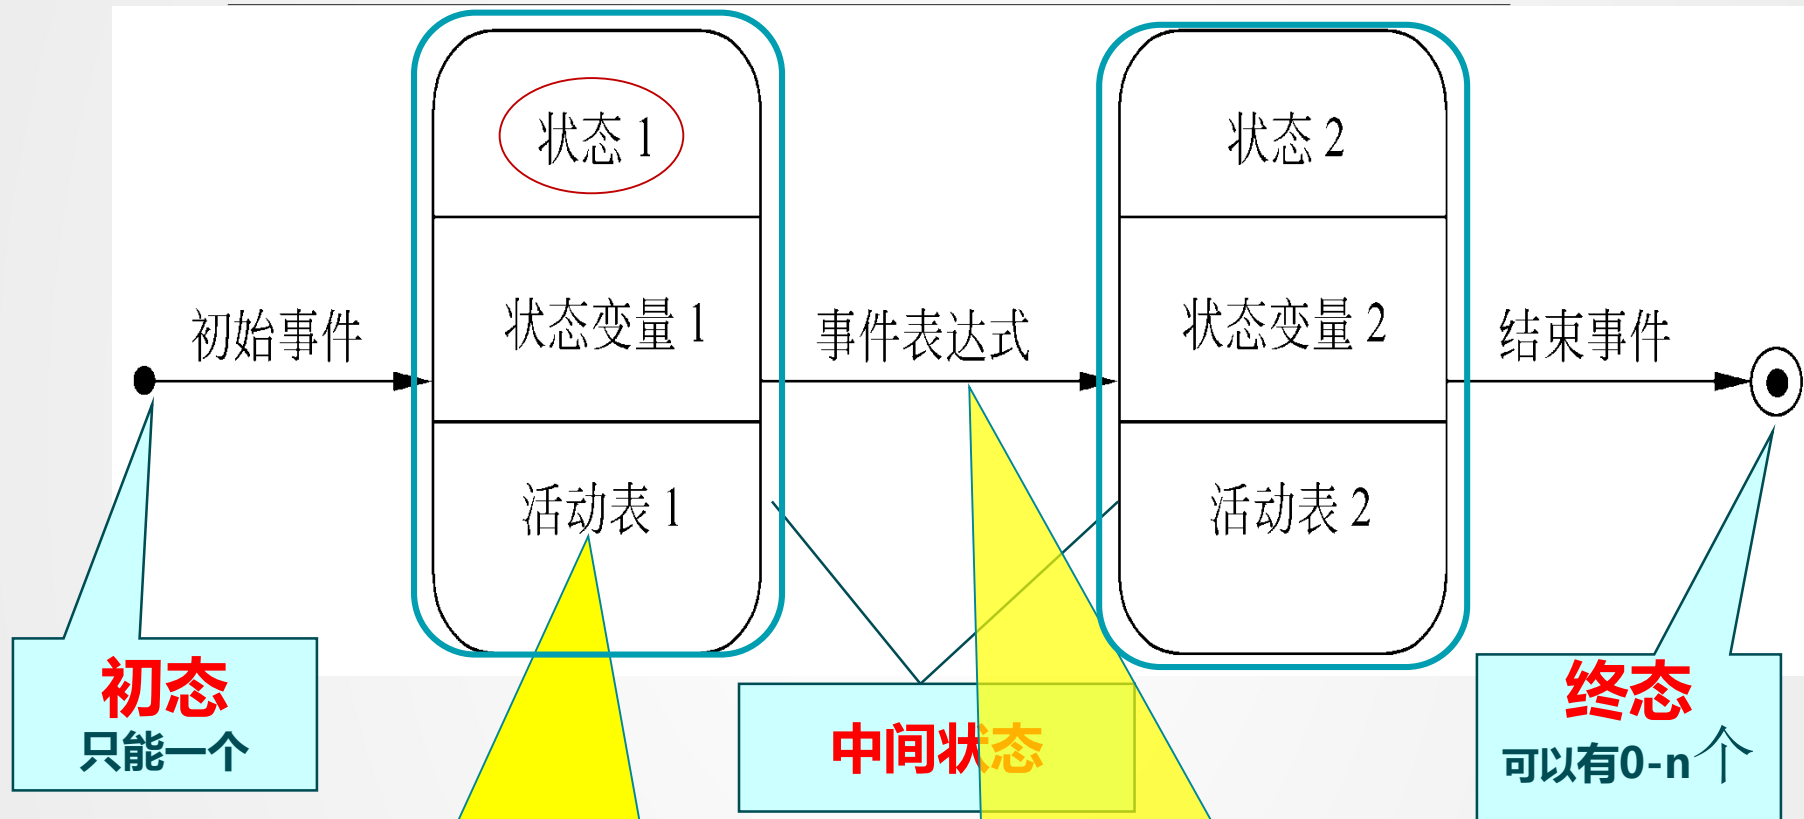 状态 1
状态 2
初始事件
状态变量 1
事件表达式
状态变量 2
结束事件
活动表 1
活动表 2
初态
只能一个
中间状态
终态
可以有0-n个